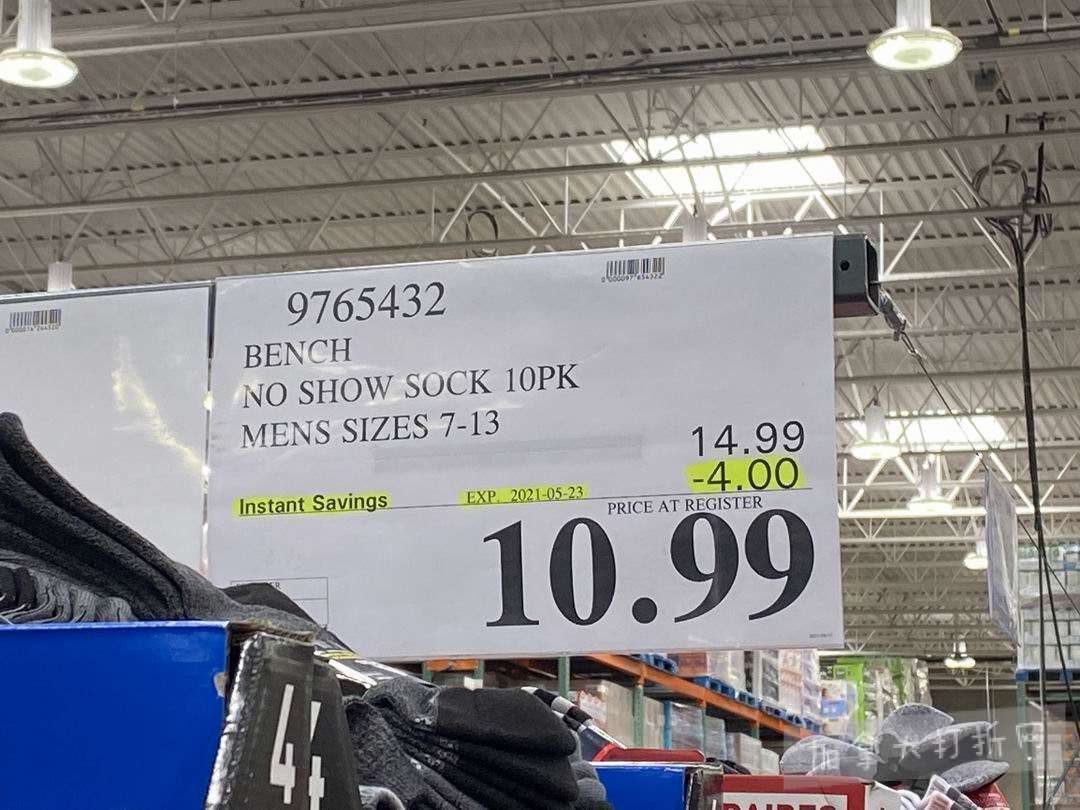 9765432
BENCH
NO SHOW SOCK 10PK
MENS SIZES 7-13
14.99
-4.00
Instant Savings
EXP. 2021-05-23
PRICE AT REGISTER
10.99
44
加拿大打折网